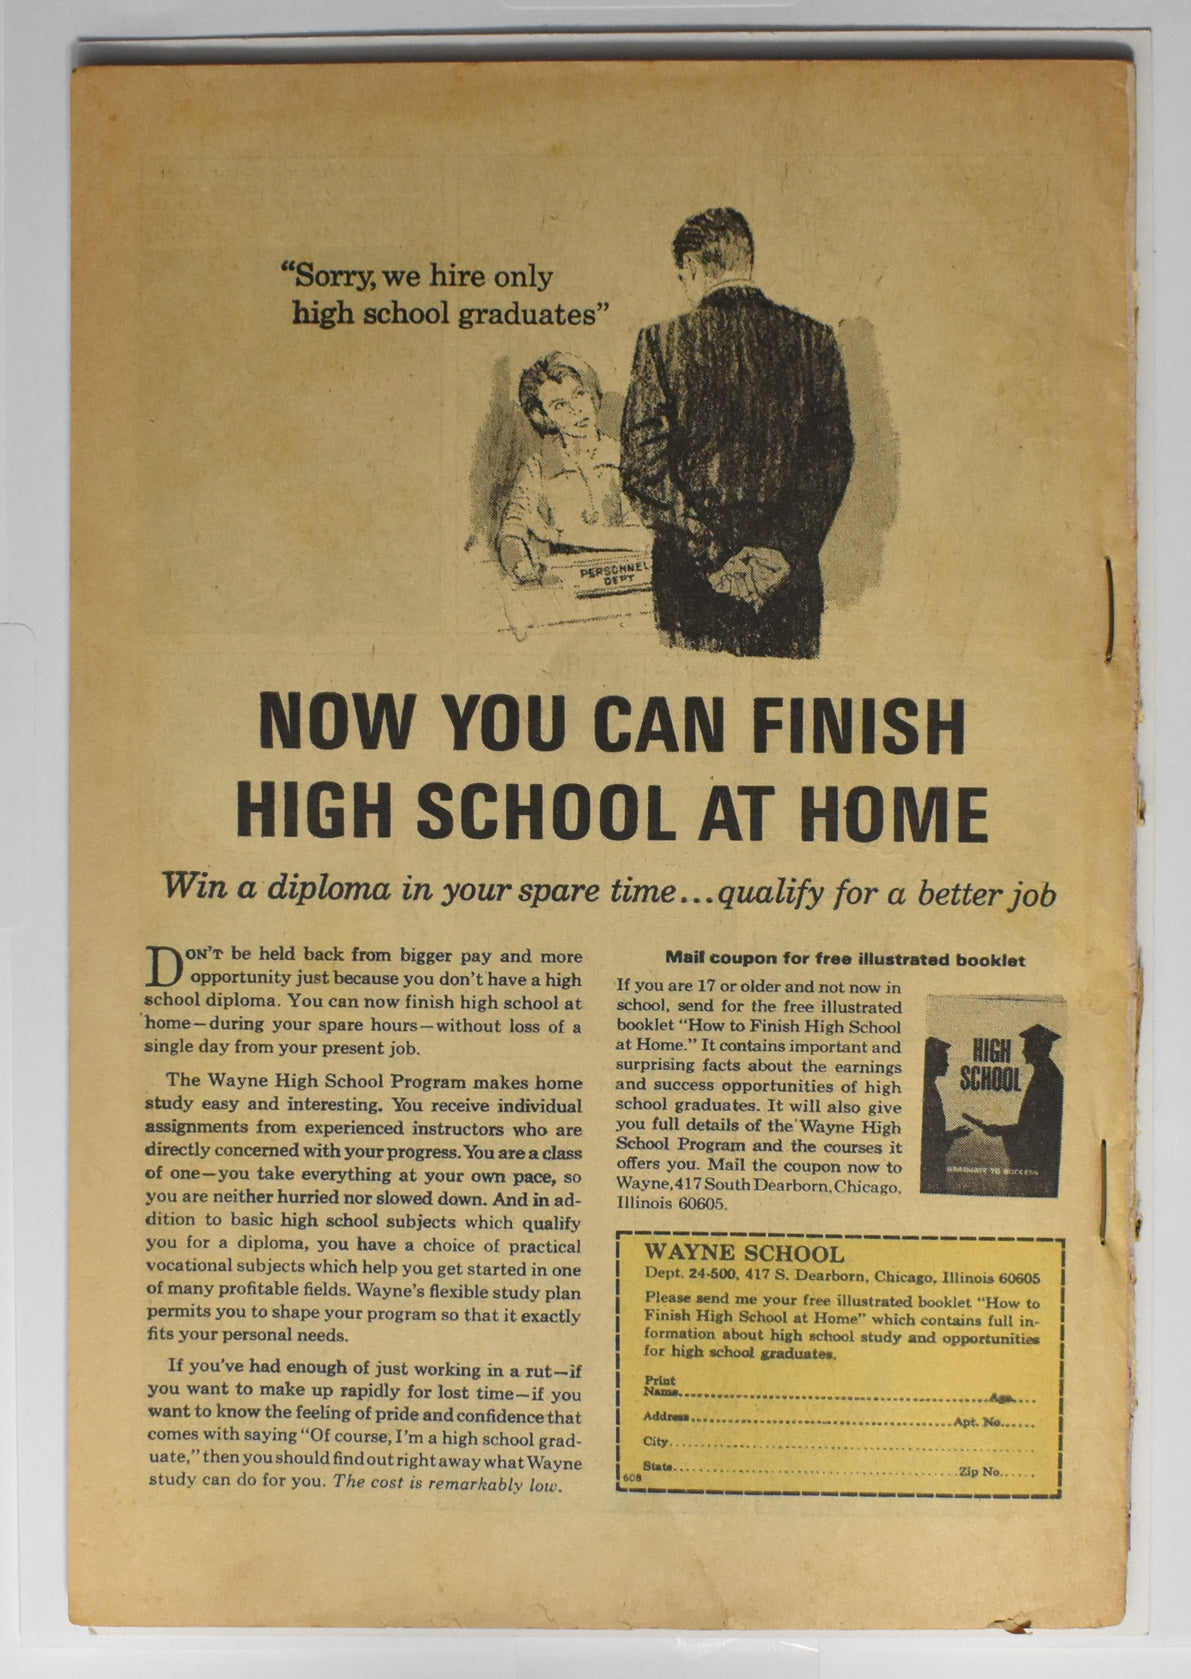 “Sorry, we hire only
high school graduates”
PERSONNEL
DEPT
NOW YOU CAN FINISH
HIGH SCHOOL AT HOME
Win a diploma in your spare time...qualify for a better job
DON’T be held back from bigger pay and more
opportunity just because you don’t have a high
school diploma. You can now finish high school at
home—during your spare hours—without loss of a
single day from your present job.
The Wayne High School Program makes home
study easy and interesting. You receive individual
assignments from experienced instructors who are
directly concerned with your progress. You are a class
of one—you take everything at your own pace, so
you are neither hurried nor slowed down. And in ad-
dition to basic high school subjects which qualify
you for a diploma, you have a choice of practical
vocational subjects which help you get started in one
of many profitable fields. Wayne’s flexible study plan
permits you to shape your program so that it exactly
fits your personal needs.
If you’ve had enough of just working in a rut—if
you want to make up rapidly for lost time—if you
want to know the feeling of pride and confidence that
comes with saying “Of course, I’m a high school grad-
uate,” then you should find out right away what Wayne
study can do for you. The cost is remarkably low.
Mail coupon for free illustrated booklet
If you are 17 or older and not now in
school, send for the free illustrated
booklet “How to Finish High School
at Home.” It contains important and
surprising facts about the earnings
and success opportunities of high
school graduates. It will also give
you full details of the Wayne High
School Program and the courses it
offers you. Mail the coupon now to
Wayne, 417 South Dearborn, Chicago,
Illinois 60605.
HIGH
SCHOOL
GRADUATE TO SUCCESS
WAYNE SCHOOL
Dept. 24-500, 417 S. Dearborn, Chicago, Illinois 60605
Please send me your free illustrated booklet “How to
Finish High School at Home” which contains full in-
formation about high school study and opportunities
for high school graduates.
Print
Name Age
Address Apt. No.
City
State Zip No.
608